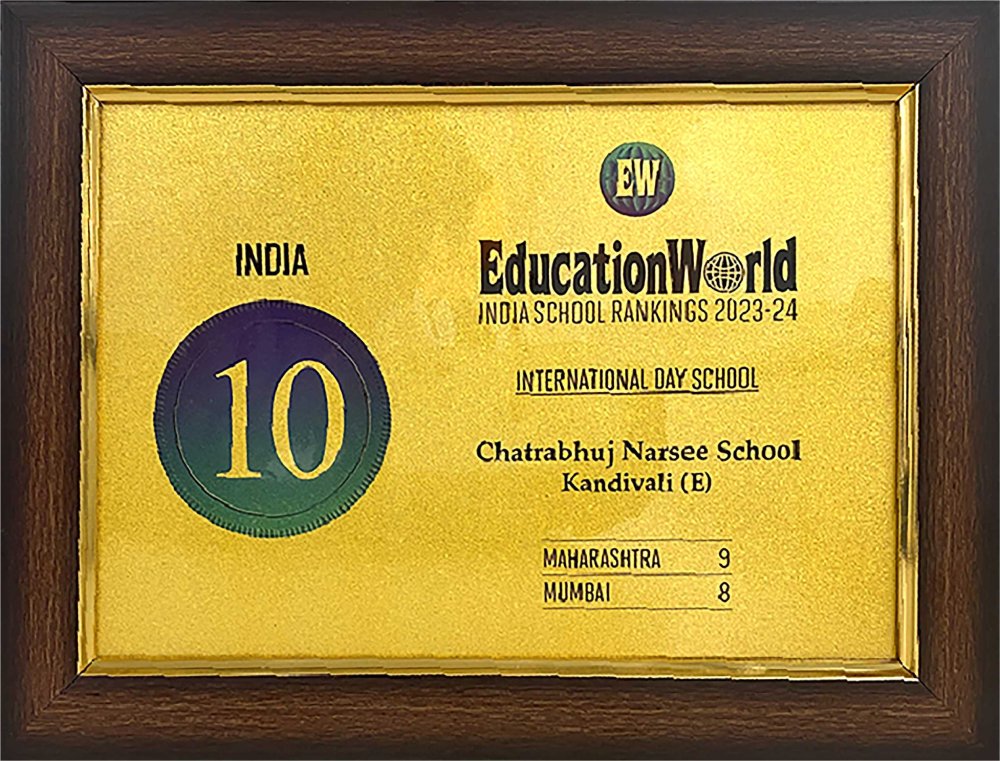 INDIA
10
EW
EducationWorld
INDIA SCHOOL RANKINGS 2023-24
INTERNATIONAL DAY SCHOOL
Chatrabhuj Narsee School
Kandivali (E)
MAHARASHTRA 9
MUMBAI 8